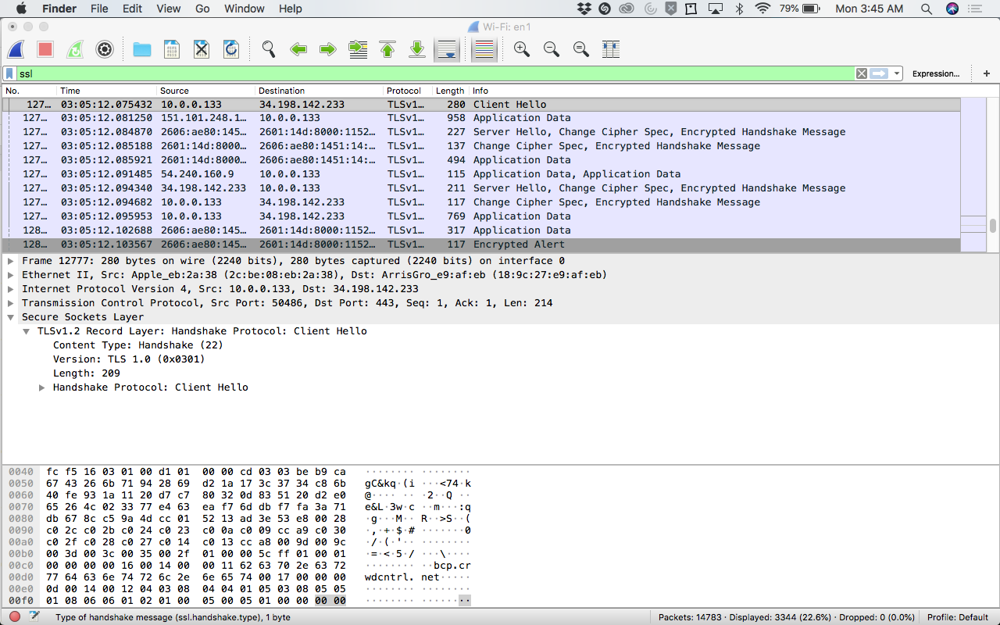 Finder File Edit View Go Window Help 79% Mon 3:45 AM
Wi-Fi: en1
ssl Expression... +
No. Time Source Destination Protocol Length Info
127… 03:05:12.075432 10.0.0.133 34.198.142.233 TLSv1… 280 Client Hello
127… 03:05:12.081250 151.101.248.1… 10.0.0.133 TLSv1… 958 Application Data
127… 03:05:12.084870 2606:ae80:145… 2601:14d:8000:1152… TLSv1… 227 Server Hello, Change Cipher Spec, Encrypted Handshake Message
127… 03:05:12.085188 2601:14d:8000… 2606:ae80:1451:14:… TLSv1… 137 Change Cipher Spec, Encrypted Handshake Message
127… 03:05:12.085921 2601:14d:8000… 2606:ae80:1451:14:… TLSv1… 494 Application Data
127… 03:05:12.091485 54.240.160.9 10.0.0.133 TLSv1… 115 Application Data, Application Data
127… 03:05:12.094340 34.198.142.233 10.0.0.133 TLSv1… 211 Server Hello, Change Cipher Spec, Encrypted Handshake Message
127… 03:05:12.094682 10.0.0.133 34.198.142.233 TLSv1… 117 Change Cipher Spec, Encrypted Handshake Message
127… 03:05:12.095953 10.0.0.133 34.198.142.233 TLSv1… 769 Application Data
128… 03:05:12.102688 2606:ae80:145… 2601:14d:8000:1152… TLSv1… 317 Application Data
128… 03:05:12.103567 2606:ae80:145… 2601:14d:8000:1152… TLSv1… 117 Encrypted Alert
Frame 12777: 280 bytes on wire (2240 bits), 280 bytes captured (2240 bits) on interface 0
Ethernet II, Src: Apple_eb:2a:38 (2c:be:08:eb:2a:38), Dst: ArrisGro_e9:af:eb (18:9c:27:e9:af:eb)
Internet Protocol Version 4, Src: 10.0.0.133, Dst: 34.198.142.233
Transmission Control Protocol, Src Port: 50486, Dst Port: 443, Seq: 1, Ack: 1, Len: 214
Secure Sockets Layer
TLSv1.2 Record Layer: Handshake Protocol: Client Hello
Content Type: Handshake (22)
Version: TLS 1.0 (0x0301)
Length: 209
Handshake Protocol: Client Hello
0040 fc f5 16 03 01 00 d1 01 00 00 cd 03 03 be b9 ca ········ ········
0050 67 43 26 6b 71 94 28 69 d2 1a 17 3c 37 34 c8 6b gC&kq·(i ···<74·k
0060 40 fe 93 1a 11 20 d7 c7 80 32 0d 83 51 20 d2 e0 @···· ·· ·2··Q ··
0070 65 26 4c 02 33 77 e4 63 ea f7 6d db f7 fa 3a 71 e&L·3w·c ··m···:q
0080 db 67 8c c5 9a 4d cc 01 52 13 ad 3e 53 e8 00 28 ·g···M·· R··>S··(
0090 c0 2c c0 2b c0 24 c0 23 c0 0a c0 09 cc a9 c0 30 ·,·+·$·# ·······0
00a0 c0 2f c0 28 c0 27 c0 14 c0 13 cc a8 00 9d 00 9c ·/·(·'·· ········
00b0 00 3d 00 3c 00 35 00 2f 01 00 00 5c ff 01 00 01 ·=·<·5·/ ···\····
00c0 00 00 00 00 16 00 14 00 00 11 62 63 70 2e 63 72 ········ ··bcp.cr
00d0 77 64 63 6e 74 72 6c 2e 6e 65 74 00 17 00 00 00 wdcntrl. net·····
00e0 0d 00 14 00 12 04 03 08 04 04 01 05 03 08 05 05 ········ ········
00f0 01 08 06 06 01 02 01 00 05 00 05 01 00 00 00 00 ········ ········
Type of handshake message (ssl.handshake.type), 1 byte Packets: 14783 · Displayed: 3344 (22.6%) · Dropped: 0 (0.0%) Profile: Default